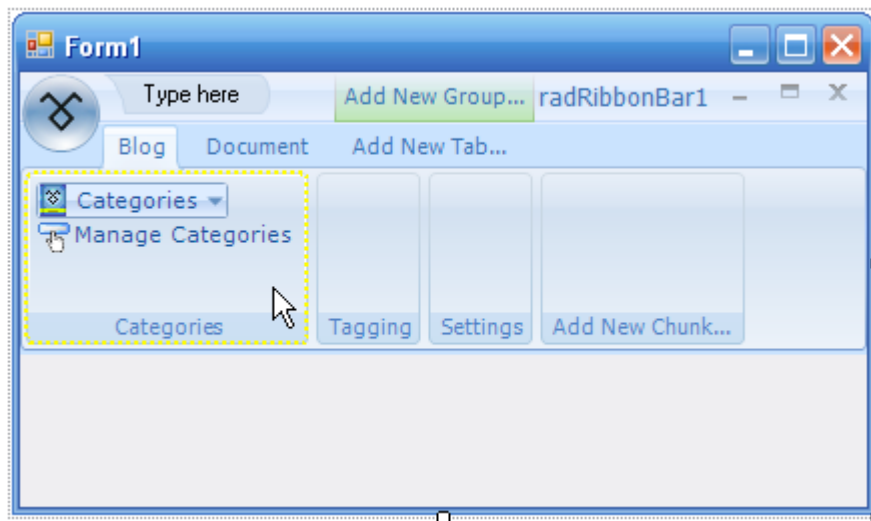 Form1
Type here Add New Group... radRibbonBar1
Blog Document Add New Tab...
Categories
Manage Categories
Categories Tagging Settings Add New Chunk...